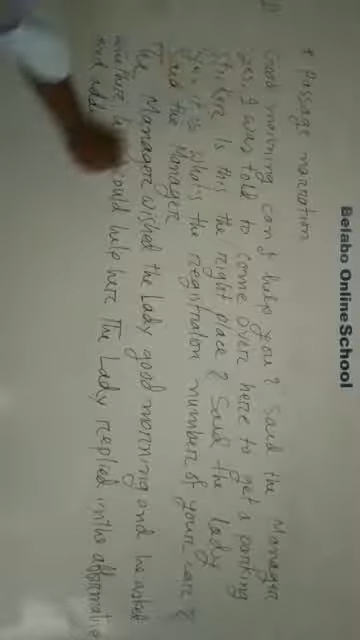 Belabo Online School
Passage narration
Good morning can I help you? said the Manager
Yes. I was told to come over here to get a parking
sticker Is this the right place? said the lady
Yes it is What's the registration number of your car?
said the Manager
The Manager wished the Lady good morning and he asked
he could help here The Lady replied in the affirmative
and